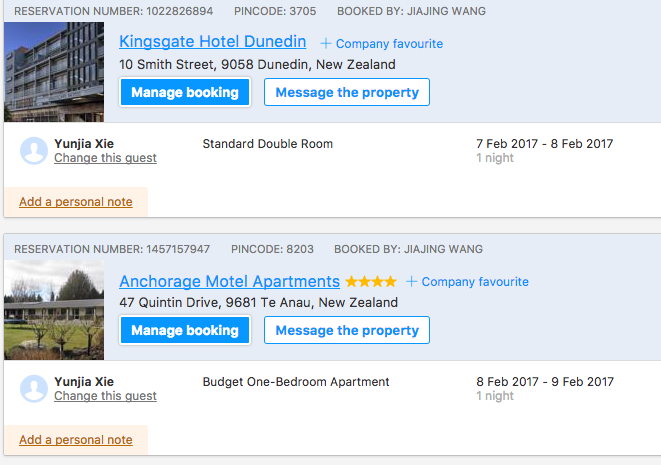 RESERVATION NUMBER: 1022826894 PINCODE: 3705 BOOKED BY: JIAJING WANG
Kingsgate Hotel Dunedin + Company favourite
10 Smith Street, 9058 Dunedin, New Zealand
Manage booking Message the property
Yunjia Xie Standard Double Room 7 Feb 2017 - 8 Feb 2017
Change this guest 1 night
Add a personal note
RESERVATION NUMBER: 1457157947 PINCODE: 8203 BOOKED BY: JIAJING WANG
Anchorage Motel Apartments ★★★★ + Company favourite
47 Quintin Drive, 9681 Te Anau, New Zealand
Manage booking Message the property
Yunjia Xie Budget One-Bedroom Apartment 8 Feb 2017 - 9 Feb 2017
Change this guest 1 night
Add a personal note